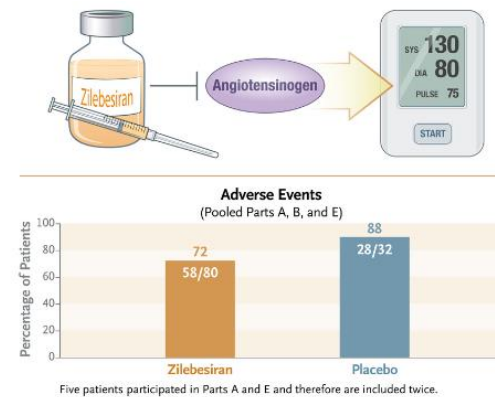 Zilebesiran
Angiotensinogen
SYS 130
DIA 80
PULSE 75
START
Adverse Events
(Pooled Parts A, B, and E)
Percentage of Patients
100
80
60
40
20
0
72
58/80
88
28/32
Zilebesiran
Placebo
Five patients participated in Parts A and E and therefore are included twice.